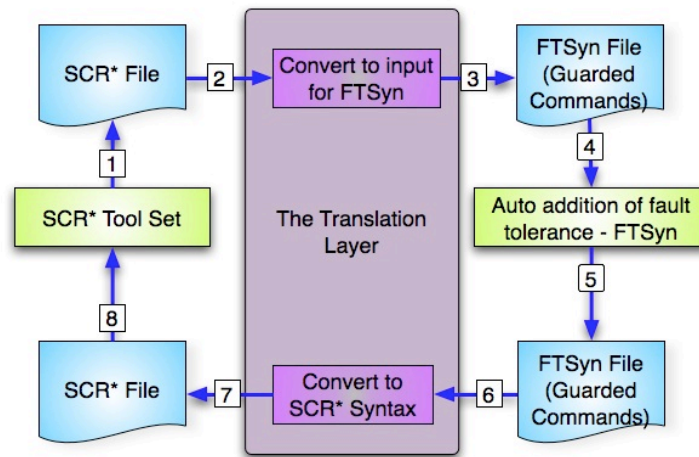 SCR* File
2
Convert to input
for FTSyn
3
FTSyn File
(Guarded
Commands)
1
4
SCR* Tool Set
The Translation
Layer
Auto addition of fault
tolerance - FTSyn
8
5
SCR* File
7
Convert to
SCR* Syntax
6
FTSyn File
(Guarded
Commands)